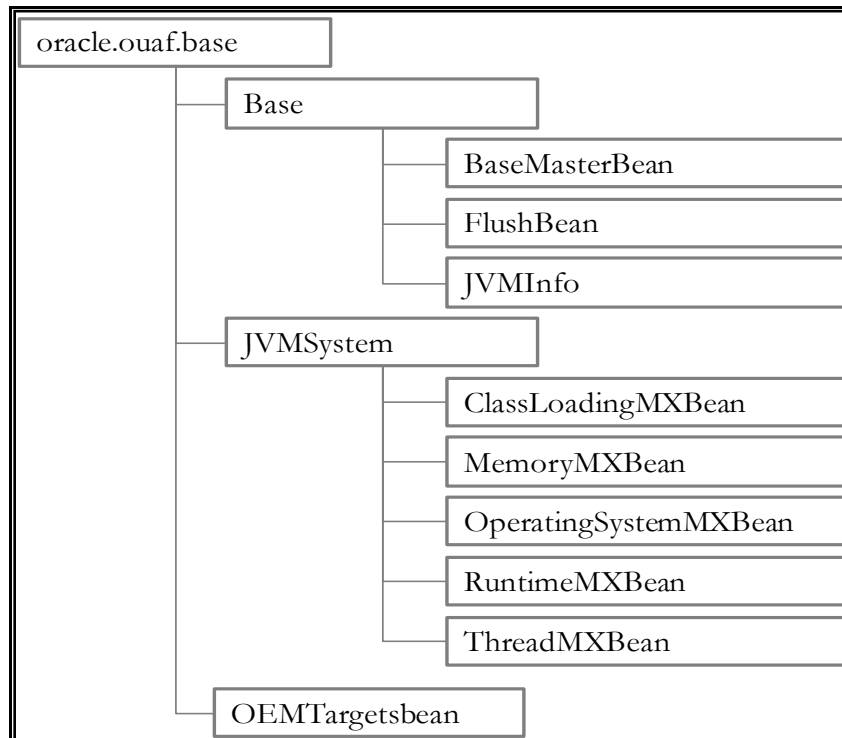 oracle.ouaf.base
Base
BaseMasterBean
FlushBean
JVMInfo
JVMSystem
ClassLoadingMXBean
MemoryMXBean
OperatingSystemMXBean
RuntimeMXBean
ThreadMXBean
OEMTargetsbean